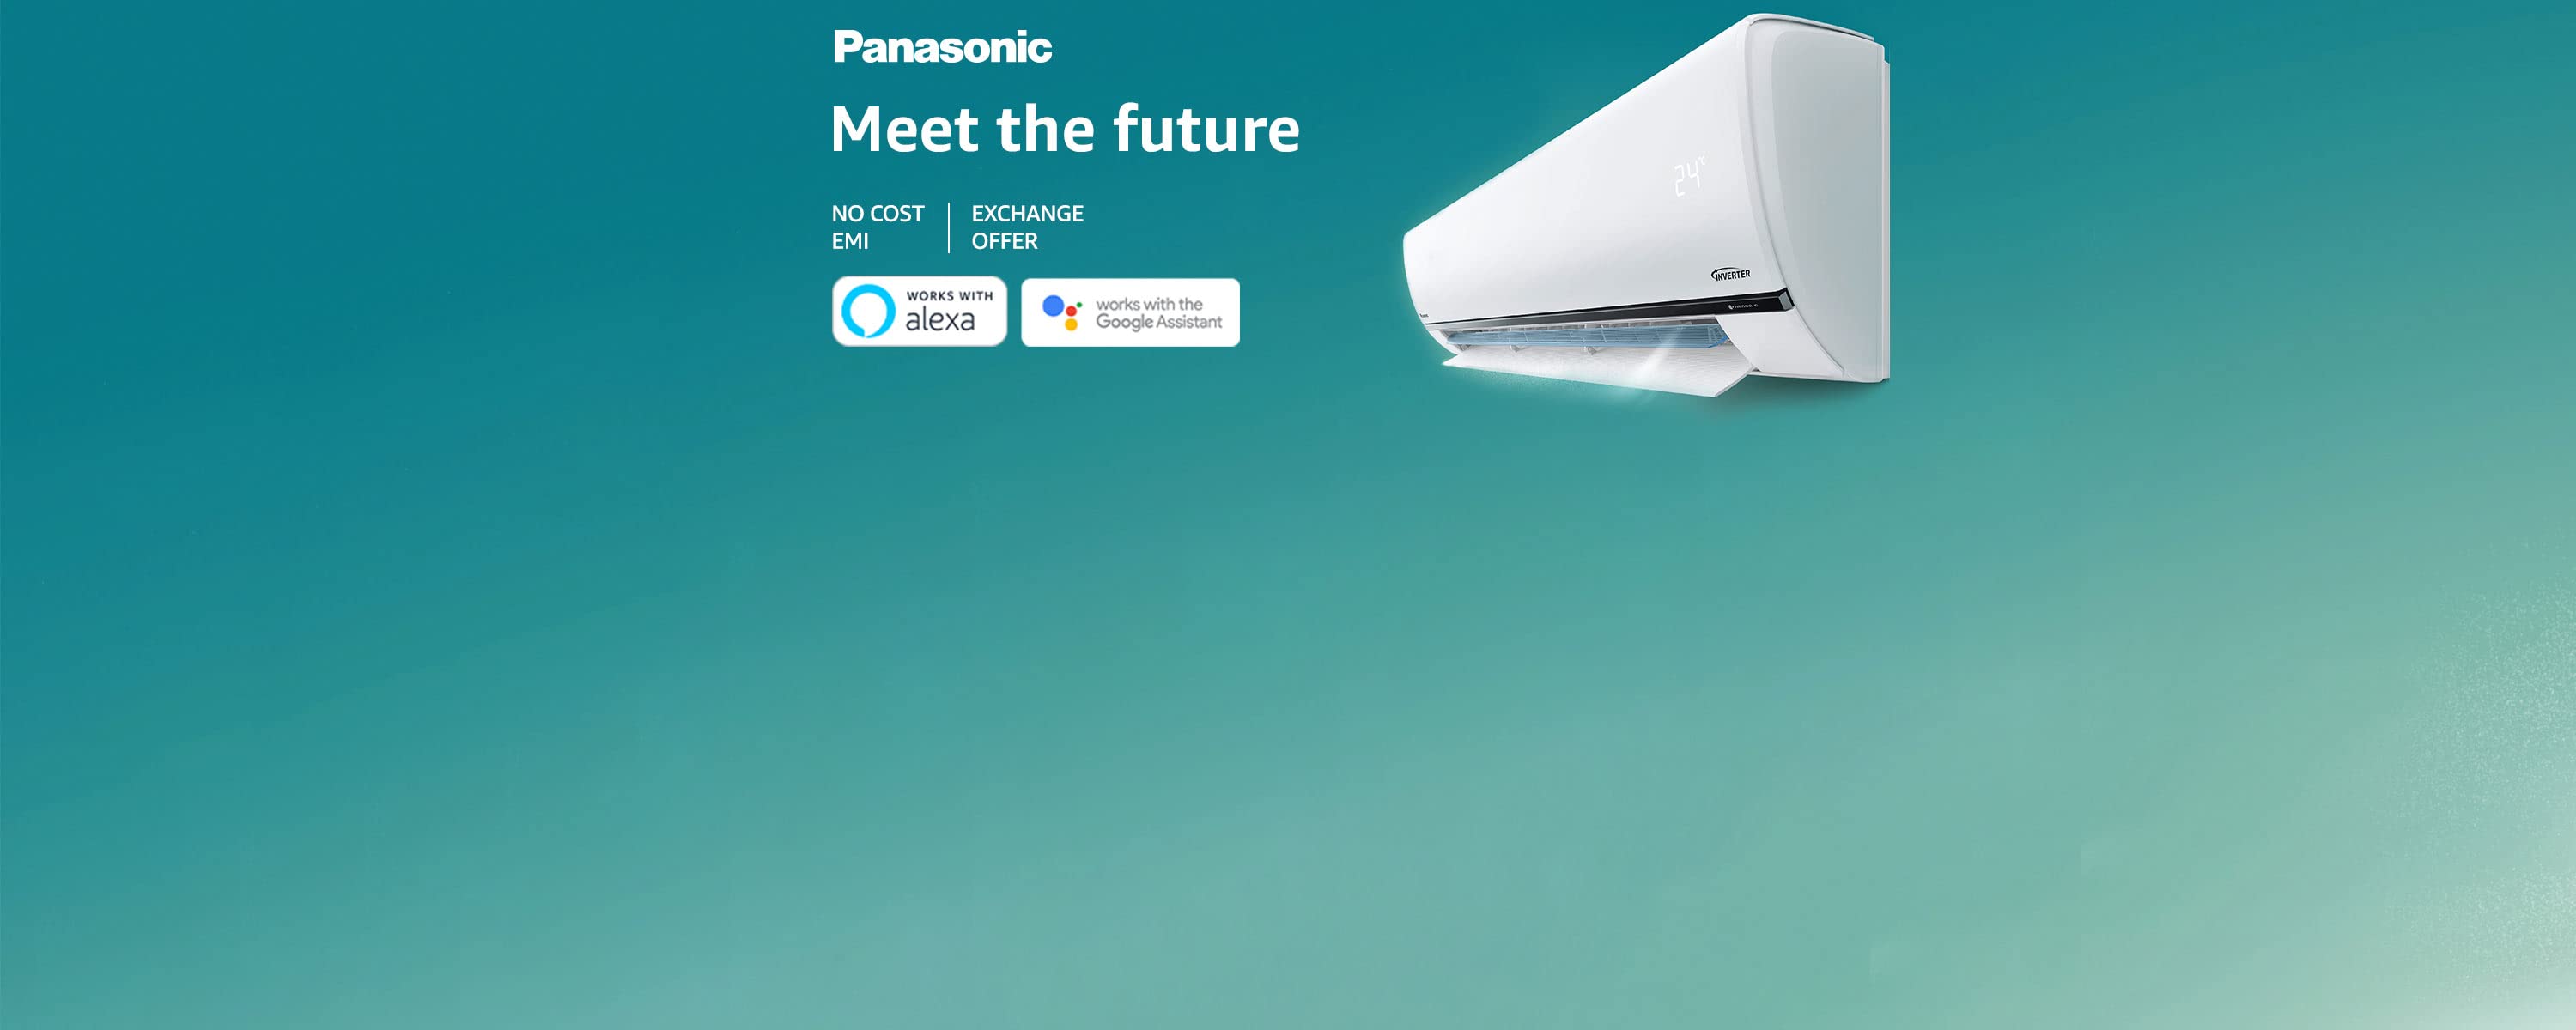 Panasonic
Meet the future
NO COST
EMI
EXCHANGE
OFFER
WORKS WITH
alexa
works with the
Google Assistant
24°
INVERTER